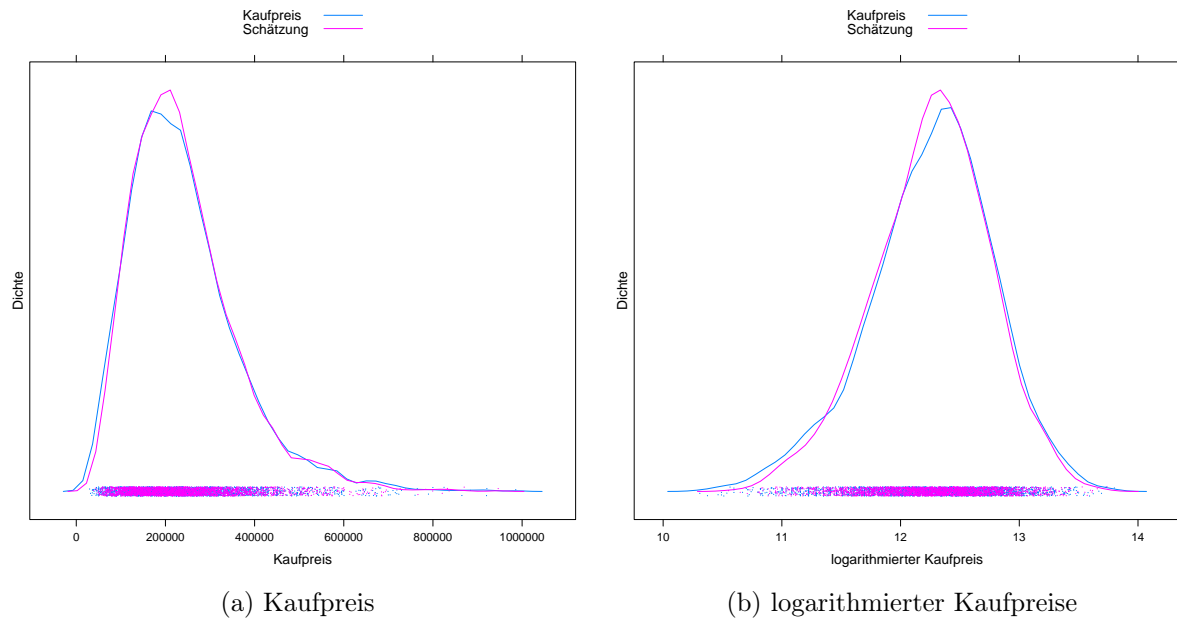 Kaufpreis
Schätzung
Dichte
0 200000 400000 600000 800000 1000000
Kaufpreis
(a) Kaufpreis
Kaufpreis
Schätzung
Dichte
10 11 12 13 14
logarithmierter Kaufpreis
(b) logarithmierter Kaufpreise